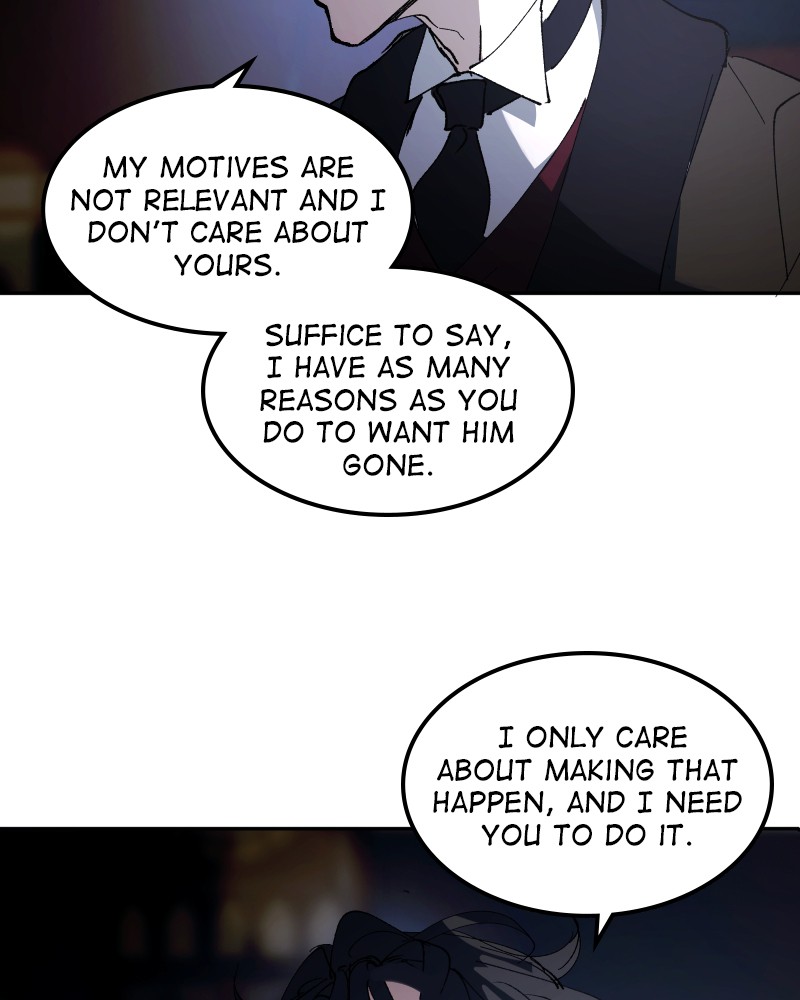 MY MOTIVES ARE
NOT RELEVANT AND I
DON'T CARE ABOUT
YOURS.
SUFFICE TO SAY,
I HAVE AS MANY
REASONS AS YOU
DO TO WANT HIM
GONE.
I ONLY CARE
ABOUT MAKING THAT
HAPPEN, AND I NEED
YOU TO DO IT.